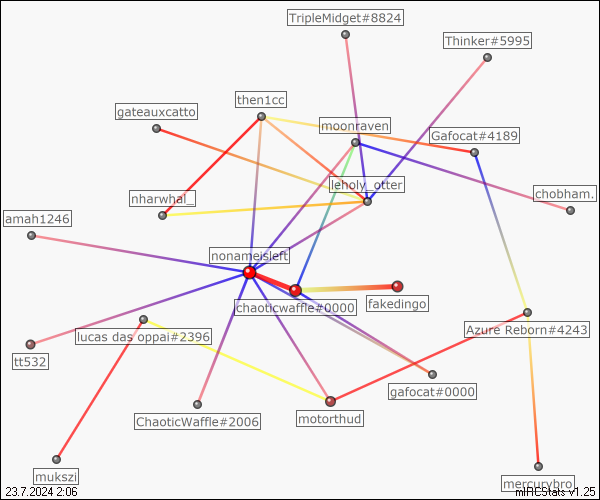 TripleMidget#8824
Thinker#5995
then1cc
gateauxcatto
moonraven
Gafocat#4189
leholy_otter
nharwhal_
chobham.
amah1246
nonameisleft
chaoticwaffle#0000
fakedingo
lucas das oppai#2396
Azure Reborn#4243
tt532
gafocat#0000
ChaoticWaffle#2006
motorthud
mukszi
mercurybro
23.7.2024 2:06
mIRCStats v1.25